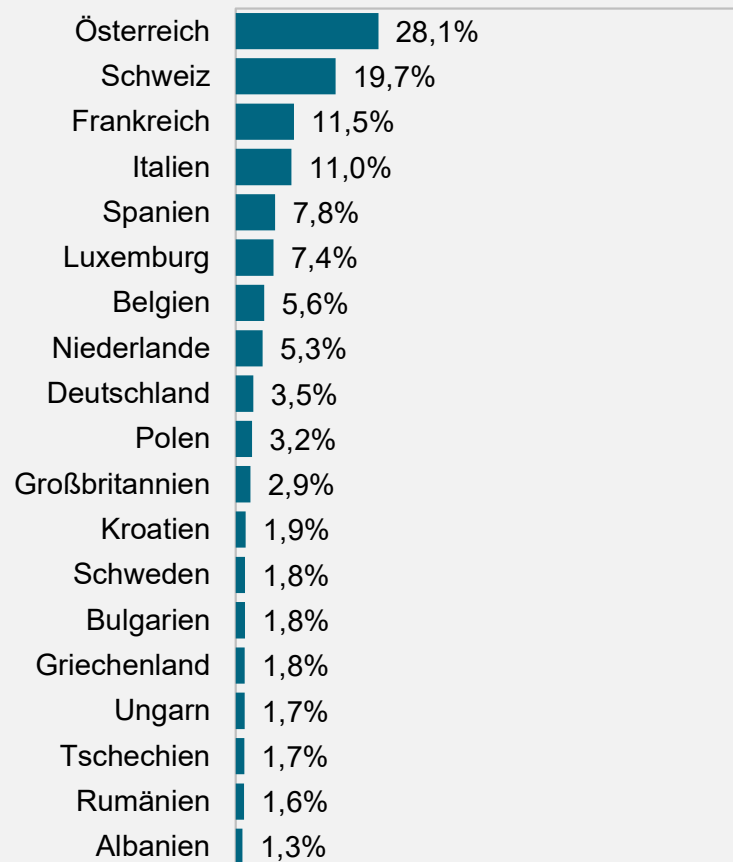 Österreich 28,1%
Schweiz 19,7%
Frankreich 11,5%
Italien 11,0%
Spanien 7,8%
Luxemburg 7,4%
Belgien 5,6%
Niederlande 5,3%
Deutschland 3,5%
Polen 3,2%
Großbritannien 2,9%
Kroatien 1,9%
Schweden 1,8%
Bulgarien 1,8%
Griechenland 1,8%
Ungarn 1,7%
Tschechien 1,7%
Rumänien 1,6%
Albanien 1,3%